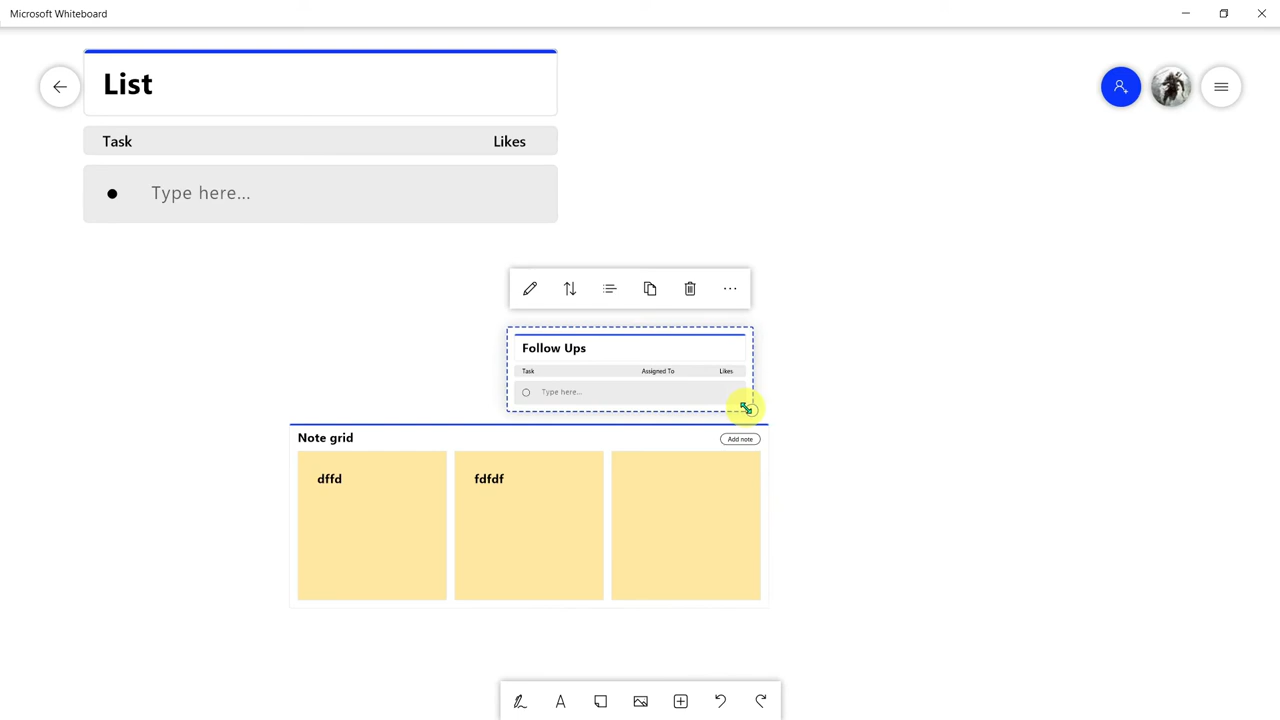 Microsoft Whiteboard
List
Task Likes
Type here...
Follow Ups
Task Assigned To Likes
Type here...
Note grid Add note
dffd fdfdf